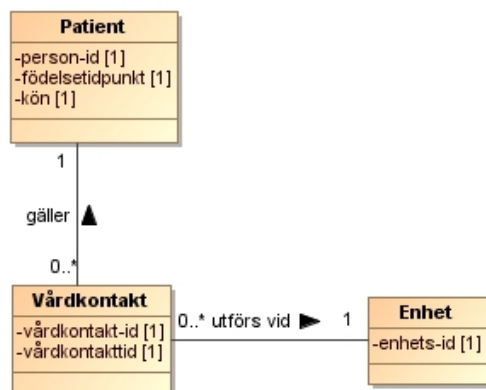 Patient
-person-id [1]
-födelsetidpunkt [1]
-kön [1]
1
gäller
0..*
Vårdkontakt
-vårdkontakt-id [1]
-vårdkontakttid [1]
0..* utförs vid 1
Enhet
-enhets-id [1]